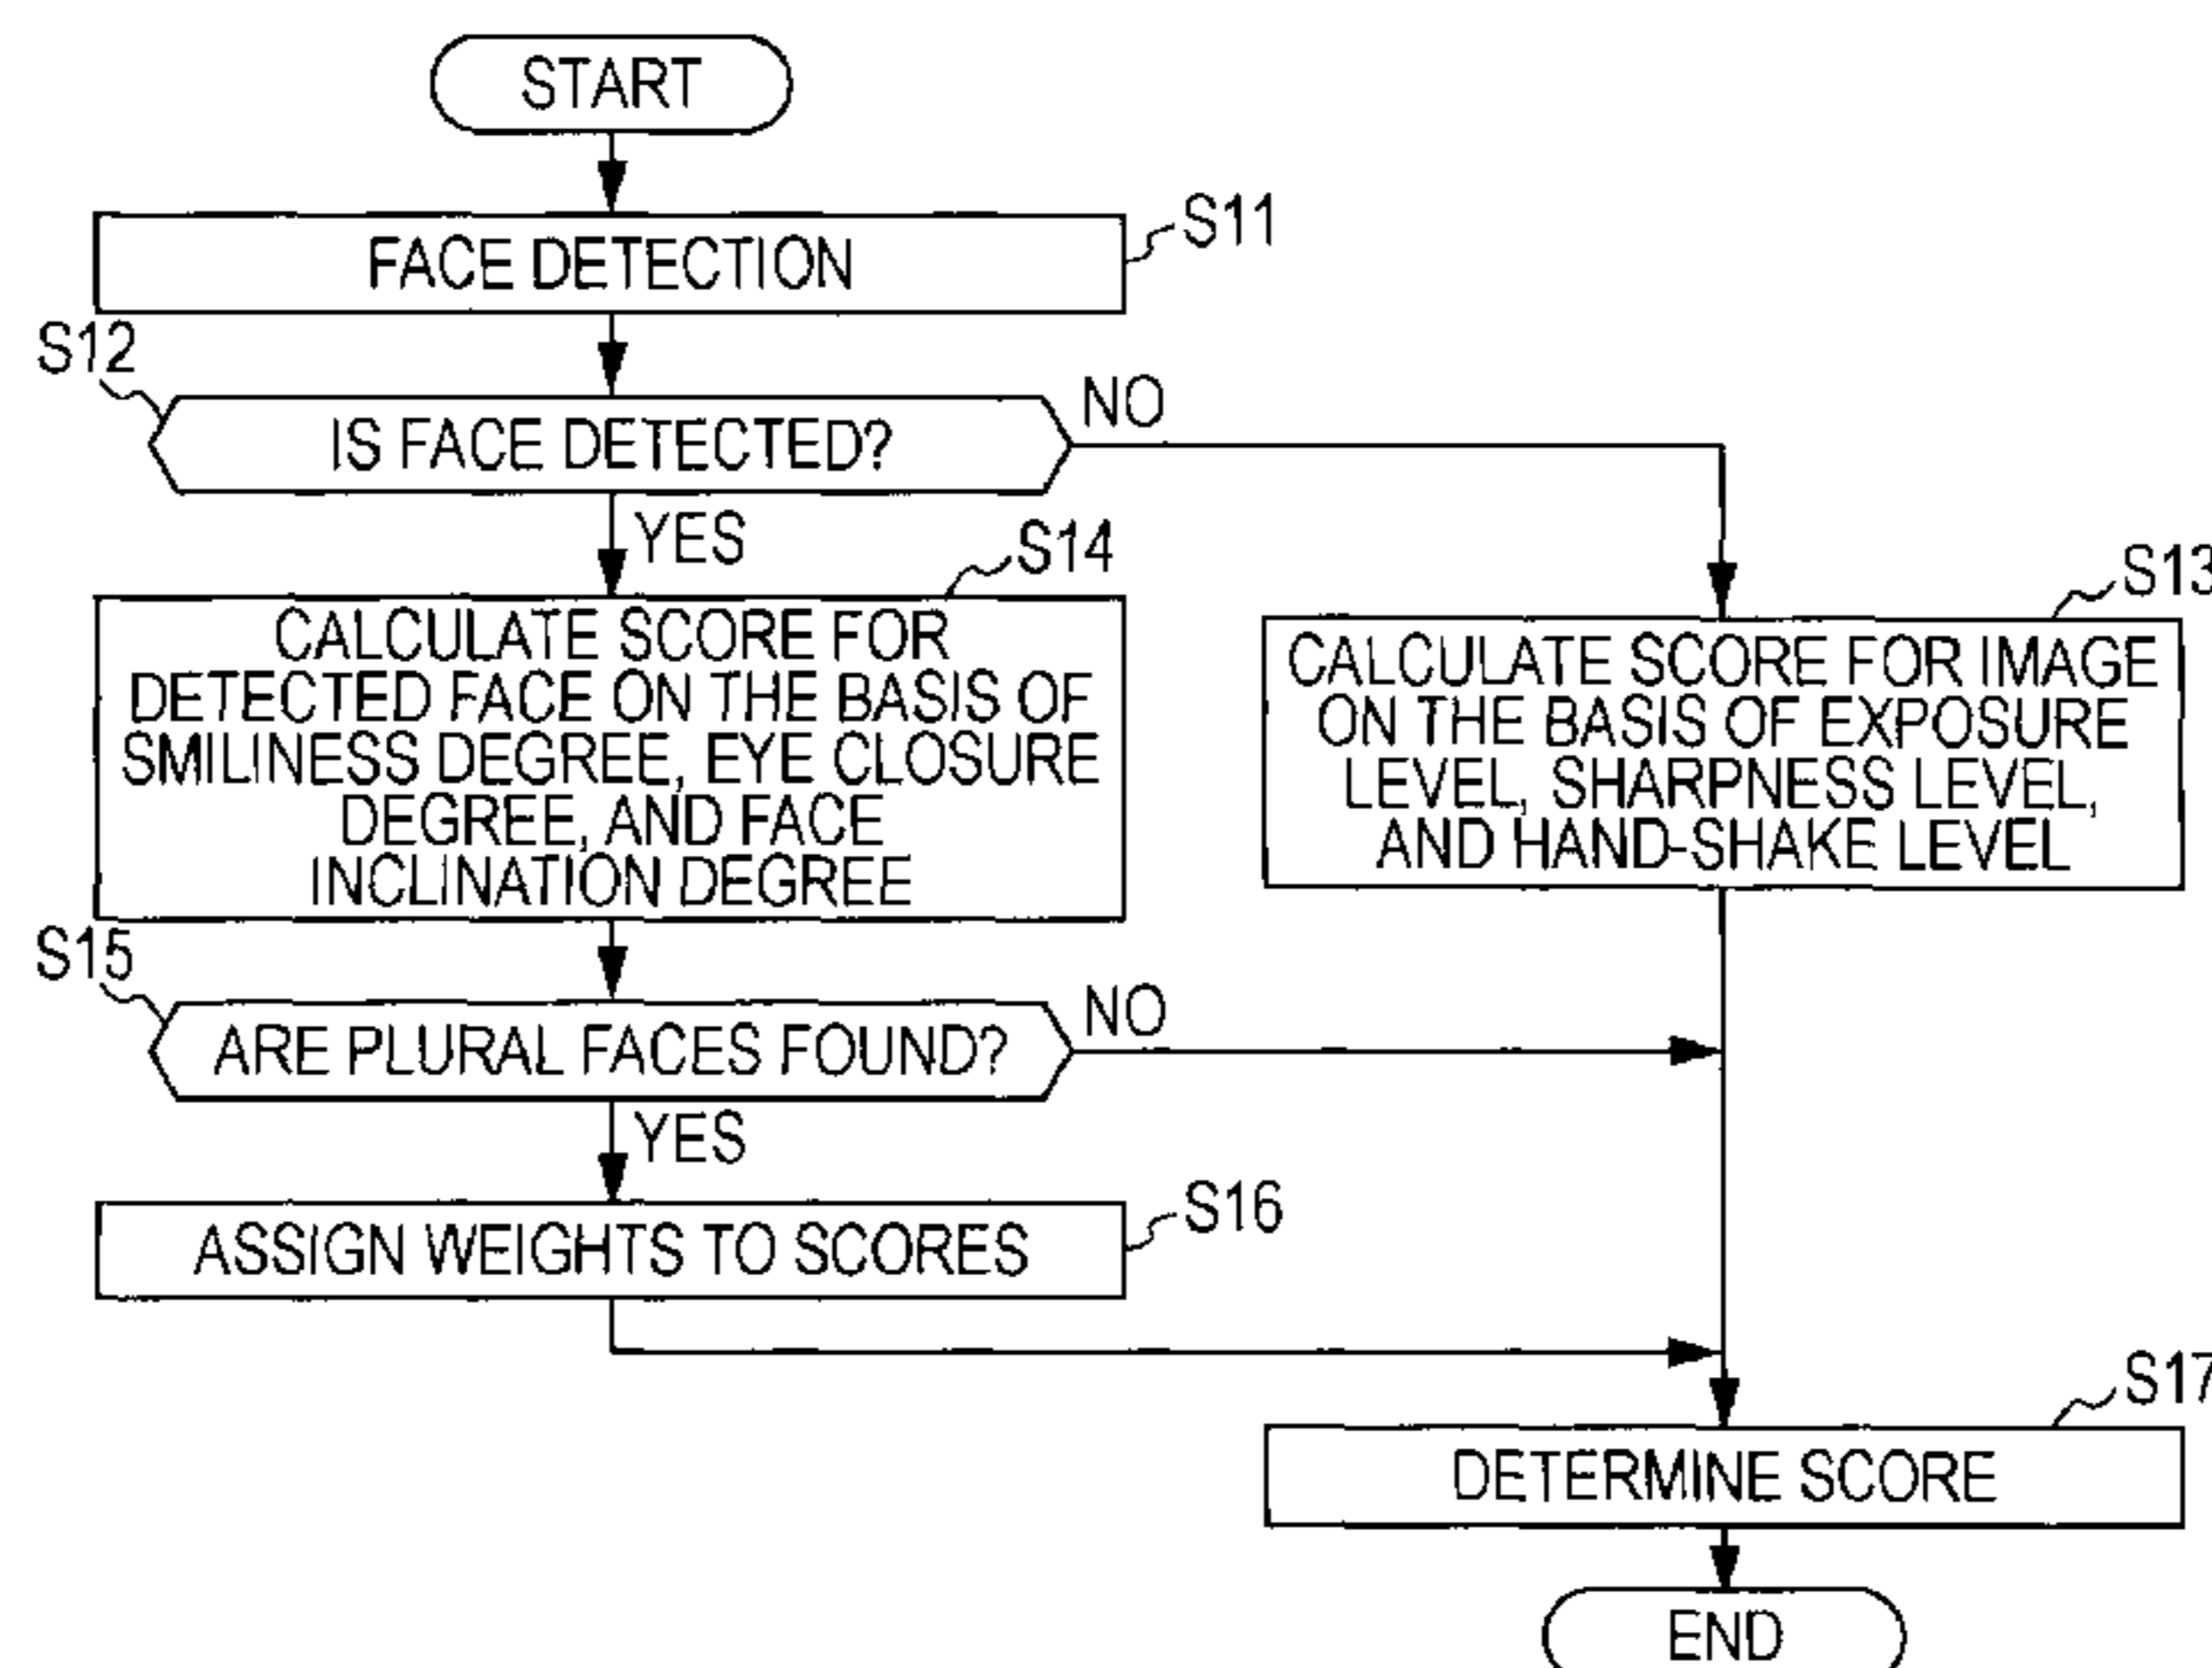 START
FACE DETECTION
S11
S12
IS FACE DETECTED?
NO
YES
S14
CALCULATE SCORE FOR
DETECTED FACE ON THE BASIS OF
SMILINESS DEGREE, EYE CLOSURE
DEGREE, AND FACE
INCLINATION DEGREE
S13
CALCULATE SCORE FOR IMAGE
ON THE BASIS OF EXPOSURE
LEVEL, SHARPNESS LEVEL,
AND HAND-SHAKE LEVEL
S15
ARE PLURAL FACES FOUND?
NO
YES
ASSIGN WEIGHTS TO SCORES
S16
S17
DETERMINE SCORE
END